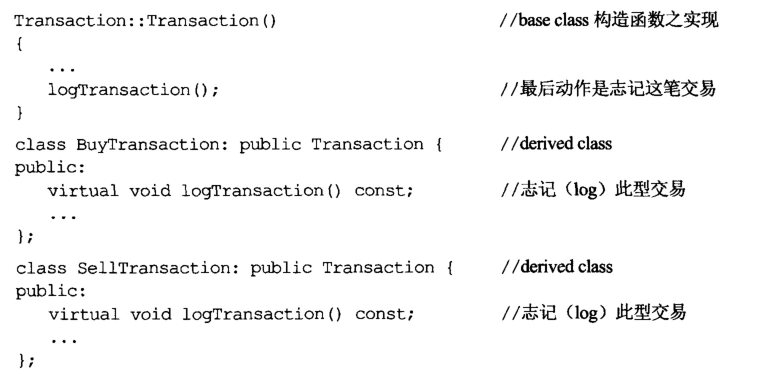 Transaction::Transaction() //base class 构造函数之实现
{
...
logTransaction(); //最后动作是志记这笔交易
}
class BuyTransaction: public Transaction { //derived class
public:
virtual void logTransaction() const; //志记（log）此型交易
...
};
class SellTransaction: public Transaction { //derived class
public:
virtual void logTransaction() const; //志记（log）此型交易
...
};